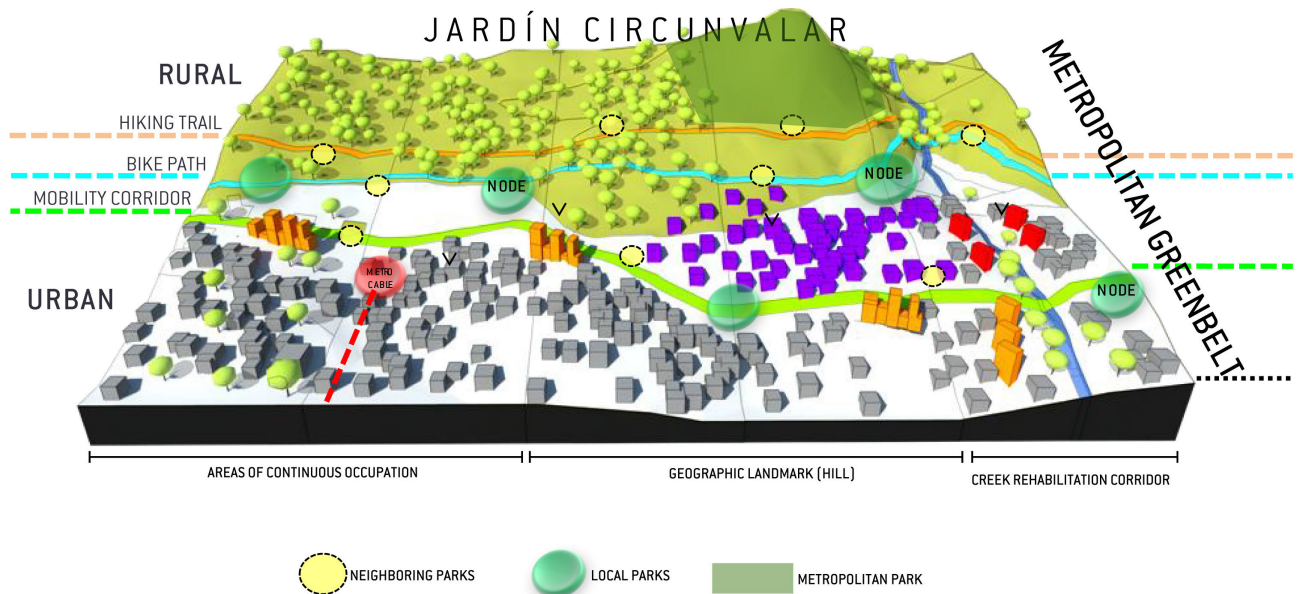 JARDÍN CIRCUNVALAR
RURAL
METROPOLITAN GREENBELT
HIKING TRAIL
BIKE PATH
MOBILITY CORRIDOR
NODE
NODE
URBAN
METRO
CABLE
NODE
AREAS OF CONTINUOUS OCCUPATION
GEOGRAPHIC LANDMARK (HILL)
CREEK REHABILITATION CORRIDOR
NEIGHBORING PARKS
LOCAL PARKS
METROPOLITAN PARK